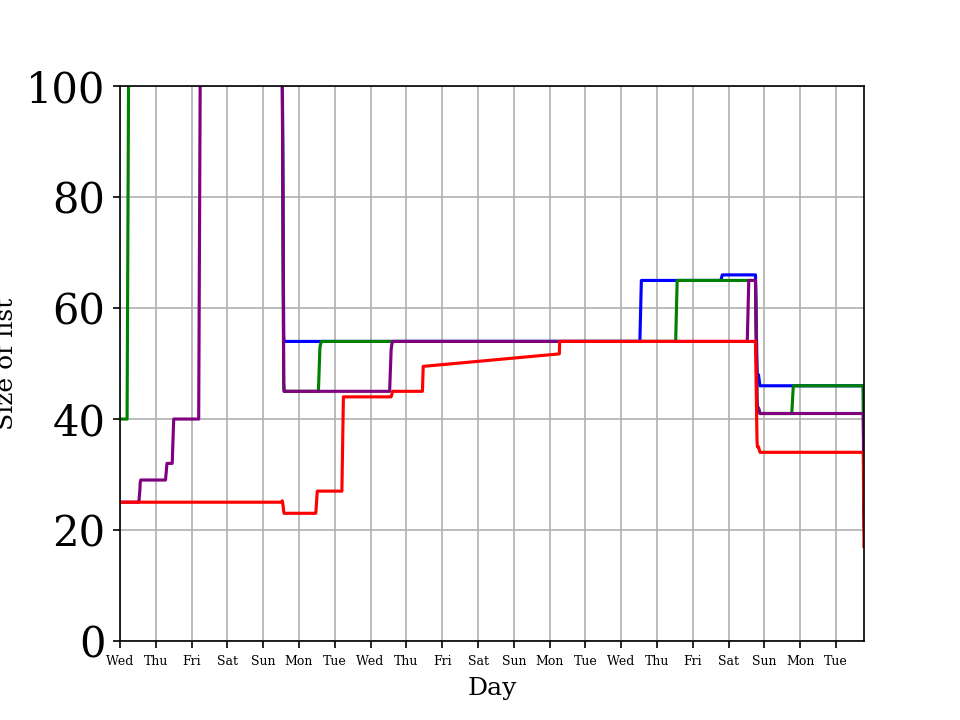 100
80
60
40
20
0
Size of list
Wed Thu Fri Sat Sun Mon Tue Wed Thu Fri Sat Sun Mon Tue Wed Thu Fri Sat Sun Mon Tue
Day